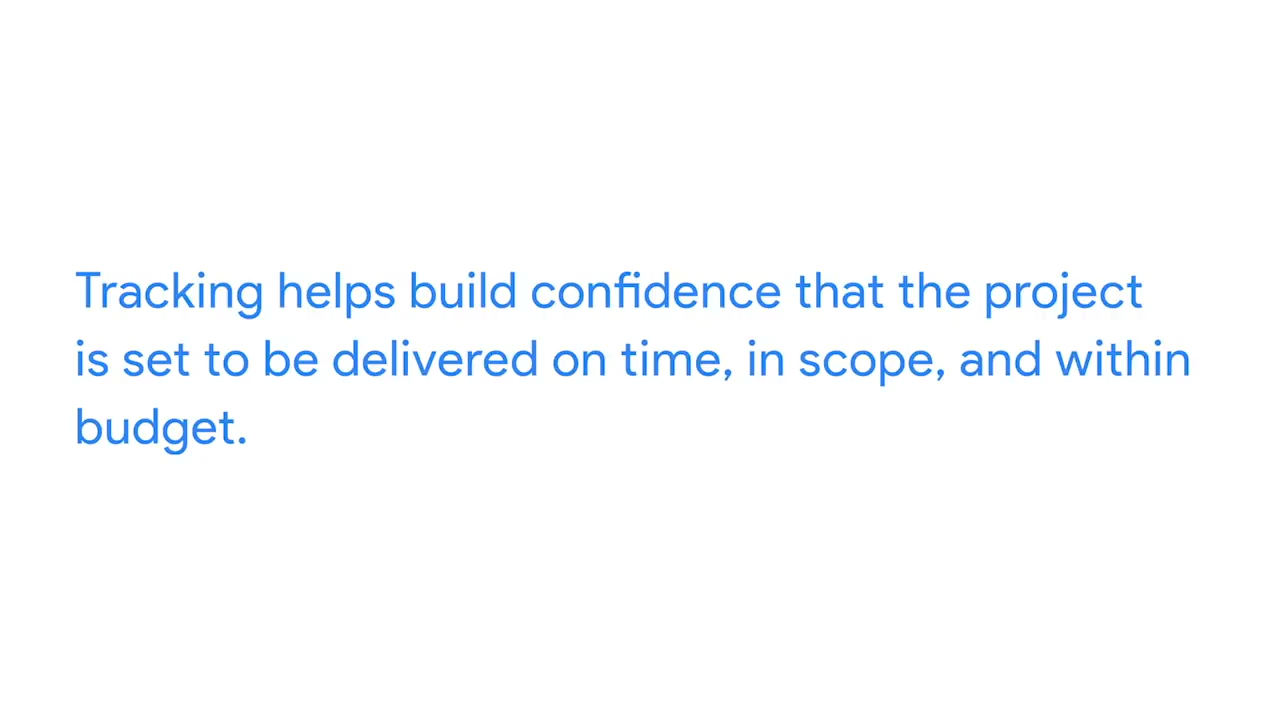 Tracking helps build confidence that the project
is set to be delivered on time, in scope, and within
budget.